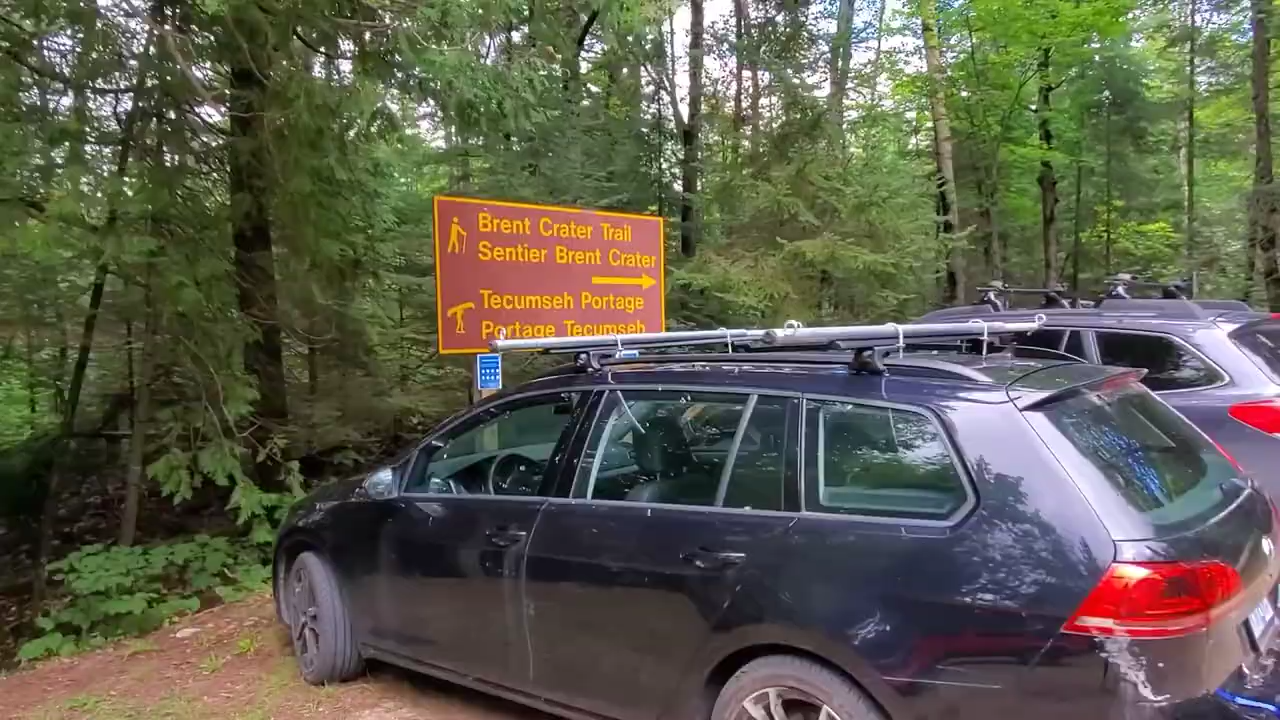 Brent Crater Trail
Sentier Brent Crater
Tecumseh Portage
Portage Tecumseh